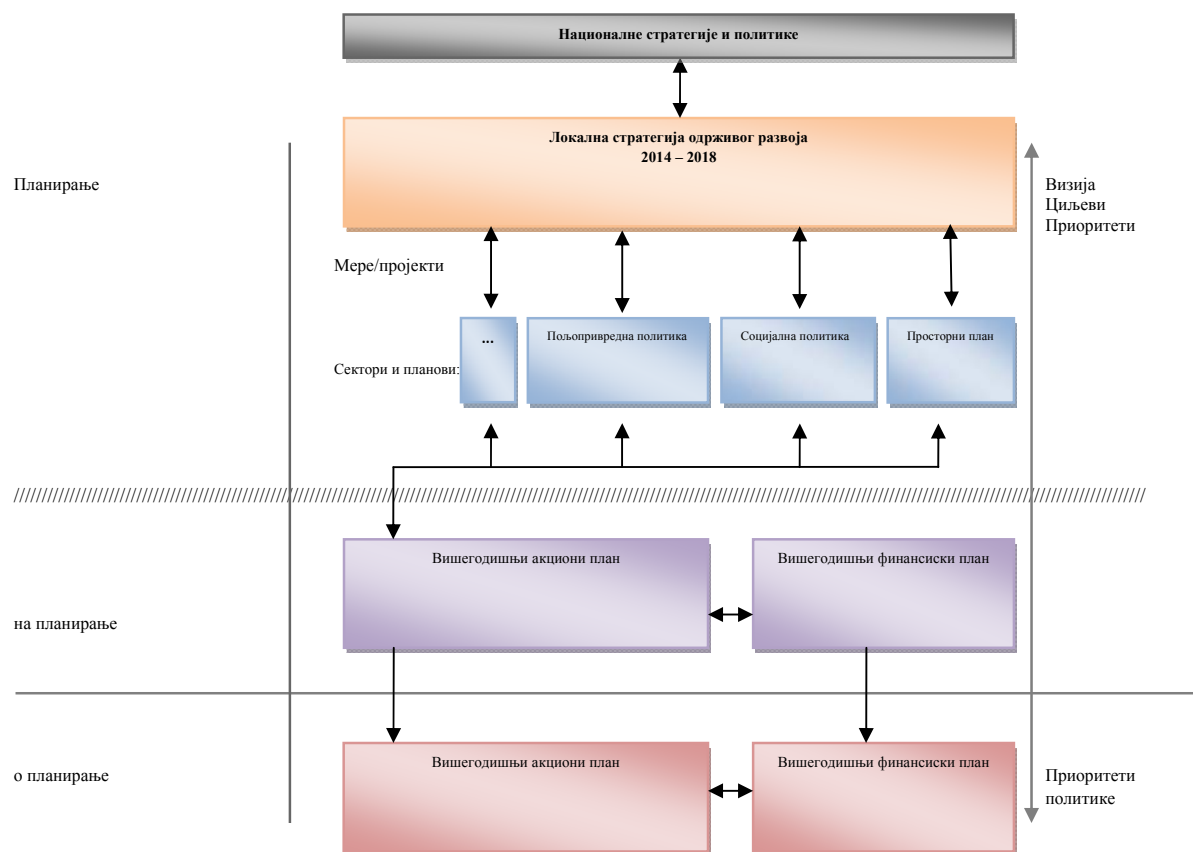 Националне стратегије и политике
Локална стратегија одрживог развоја
2014 – 2018
Планирање
Визија
Циљеви
Приоритети
Мере/пројекти
...
Пољопривредна политика
Социјална политика
Просторни план
Сектори и планови:
////////////////////////////////////////////////////////////////////////////////////////////////////////////////////////////////////////////////////////////////
Вишегодишњи акциони план
Вишегодишњи финансиски план
на планирање
Вишегодишњи акциони план
Вишегодишњи финансиски план
о планирање
Приоритети
политике